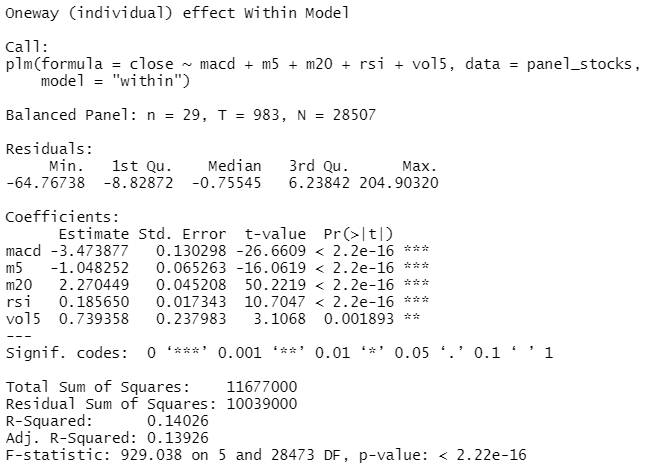 Oneway (individual) effect Within Model
Call:
plm(formula = close ~ macd + m5 + m20 + rsi + vol5, data = panel_stocks,
    model = "within")
Balanced Panel: n = 29, T = 983, N = 28507
Residuals:
     Min.   1st Qu.    Median   3rd Qu.      Max.
-64.76738  -8.82872  -0.75545   6.23842 204.90320
Coefficients:
      Estimate Std. Error  t-value  Pr(>|t|)
macd -3.473877   0.130298 -26.6609 < 2.2e-16 ***
m5   -1.048252   0.065263 -16.0619 < 2.2e-16 ***
m20   2.270449   0.045208  50.2219 < 2.2e-16 ***
rsi   0.185650   0.017343  10.7047 < 2.2e-16 ***
vol5  0.739358   0.237983   3.1068  0.001893 **
---
Signif. codes:  0 ‘***’ 0.001 ‘**’ 0.01 ‘*’ 0.05 ‘.’ 0.1 ‘ ’ 1
Total Sum of Squares:    11677000
Residual Sum of Squares: 10039000
R-Squared:      0.14026
Adj. R-Squared: 0.13926
F-statistic: 929.038 on 5 and 28473 DF, p-value: < 2.22e-16